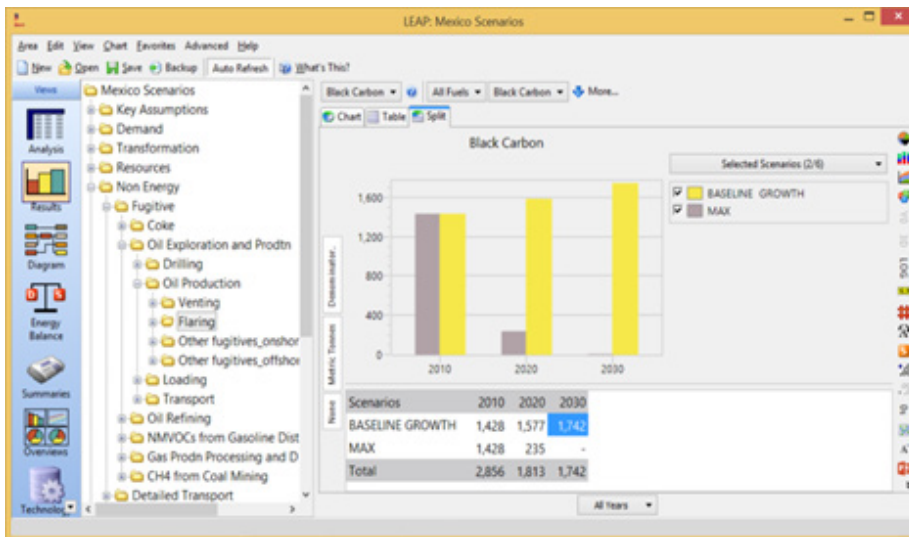 LEAP: Mexico Scenarios
Area Edit View Chart Favorites Advanced Help
New Open Save Backup Auto Refresh What's This?
Views
Analysis
Results
Diagram
Energy
Balance
Summaries
Overviews
Mexico Scenarios
Key Assumptions
Demand
Transformation
Resources
Non Energy
Fugitive
Coke
Oil Exploration and Prodtn
Drilling
Oil Production
Venting
Flaring
Other fugitives_onshor
Other fugitives_offshor
Loading
Transport
Oil Refining
NMVOCs from Gasoline Dist
Gas Prodn Processing and D
CH4 from Coal Mining
Detailed Transport
Black Carbon All Fuels Black Carbon More...
Chart Table Split
Black Carbon
Selected Scenarios (2/6)
BASELINE GROWTH
MAX
1,600
1,200
800
400
0
2010 2020 2030
Denominator..
Metric Tonnes
None
Scenarios 2010 2020 2030
BASELINE GROWTH 1,428 1,577 1,742
MAX 1,428 235 -
Total 2,856 1,813 1,742
All Years
LOG